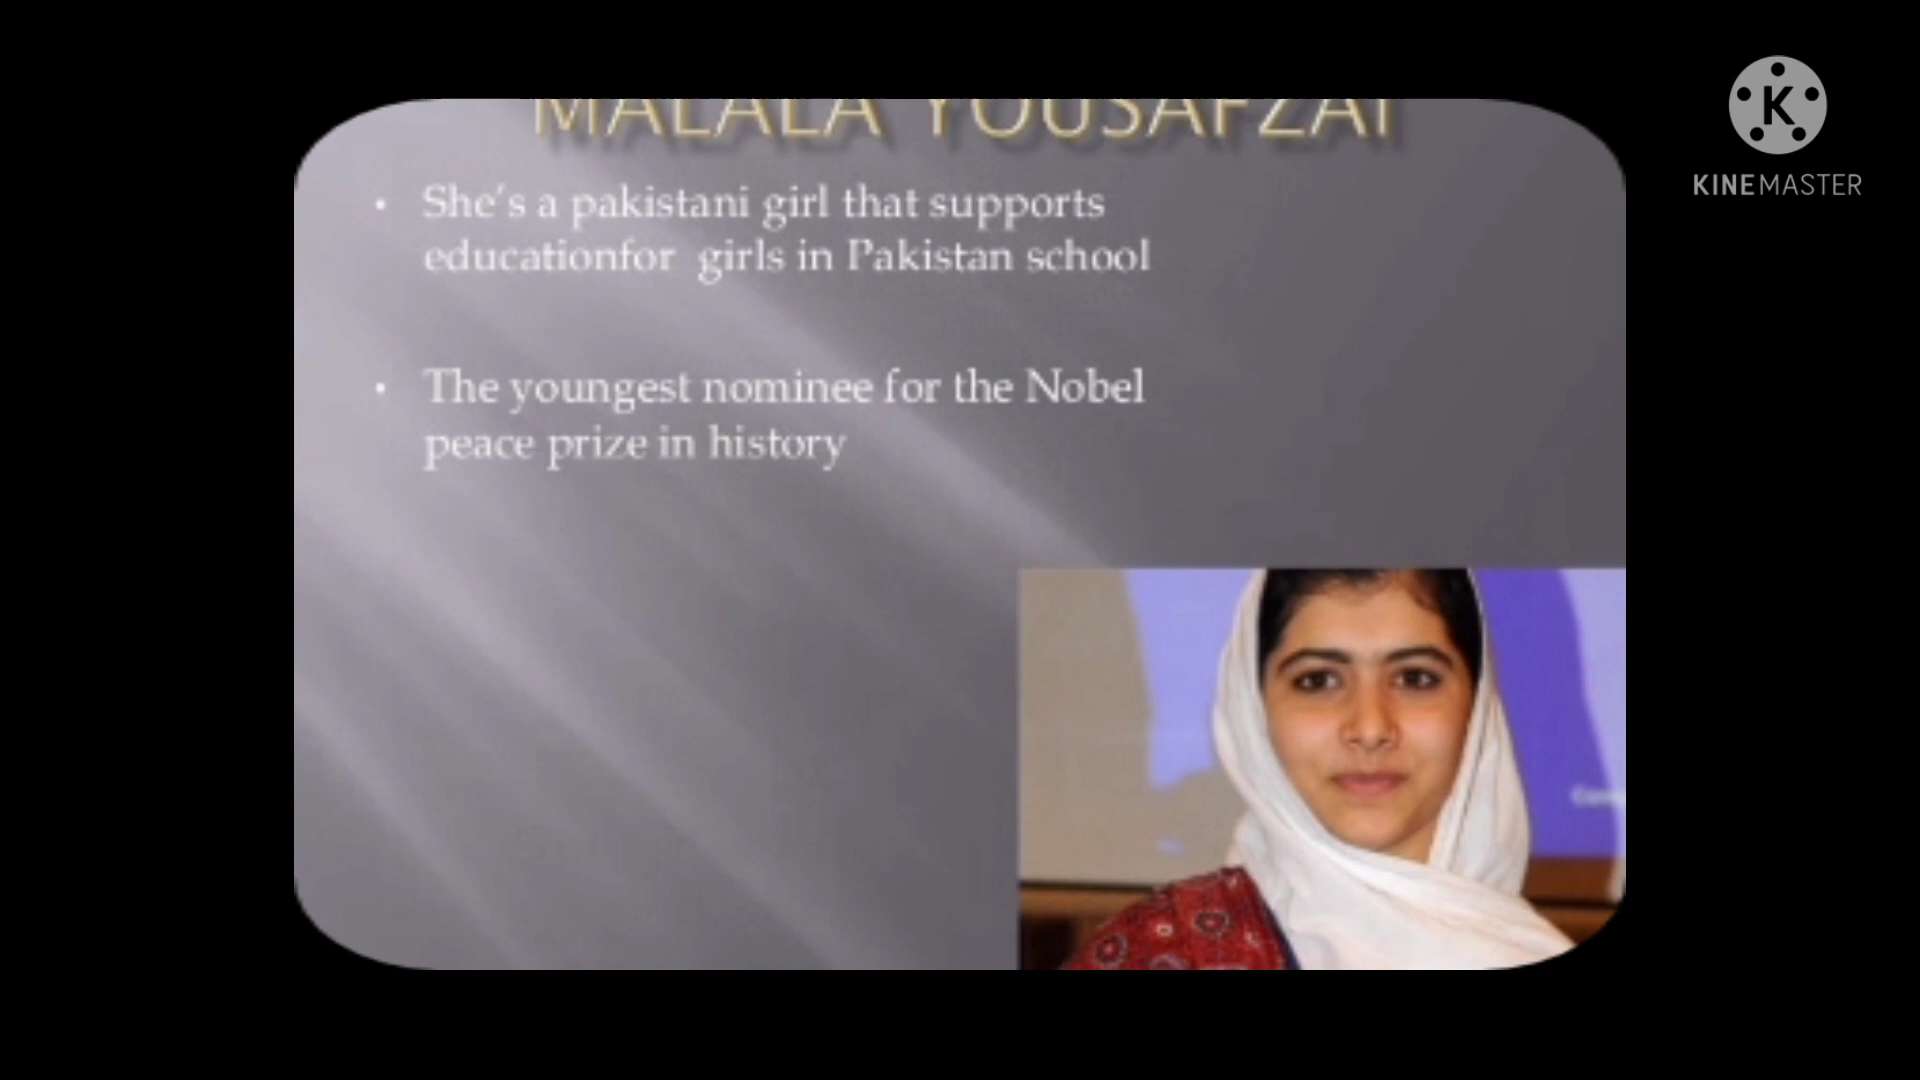 MALALA YOUSAFZAI
• She's a pakistani girl that supports
educationfor girls in Pakistan school
• The youngest nominee for the Nobel
peace prize in history
K
KINEMASTER